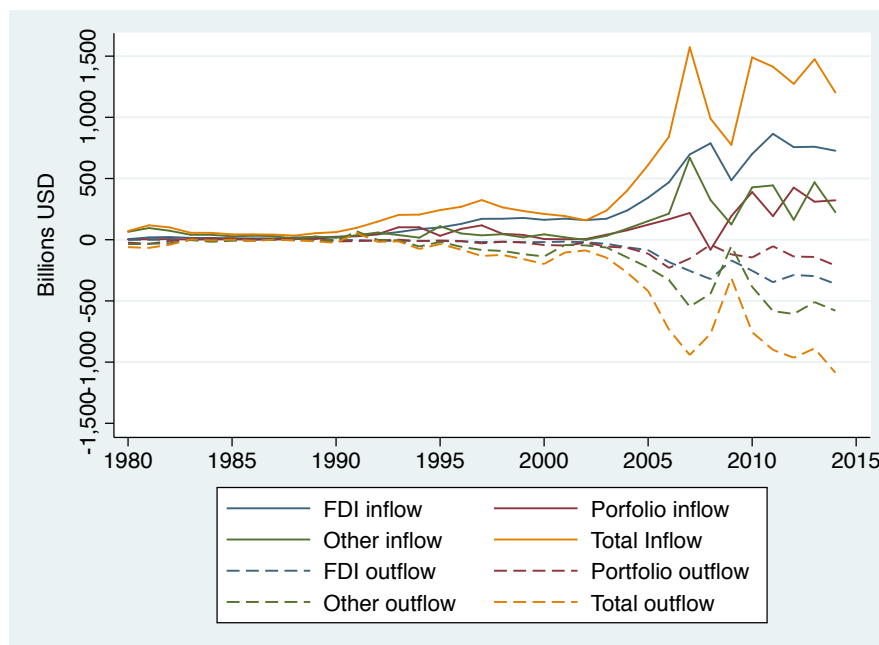 Billions USD
1,500
1,000
500
0
-500
-1,000
-1,500
1980 1985 1990 1995 2000 2005 2010 2015
FDI inflow Porfolio inflow
Other inflow Total Inflow
FDI outflow Portfolio outflow
Other outflow Total outflow